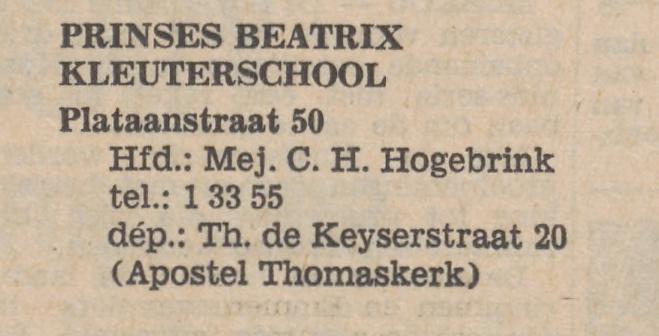 PRINSES BEATRIX
KLEUTERSCHOOL
Plataanstraat 50
Hfd.: Mej. C. H. Hogebrink
tel.: 1 33 55
dép.: Th. de Keyserstraat 20
(Apostel Thomaskerk)